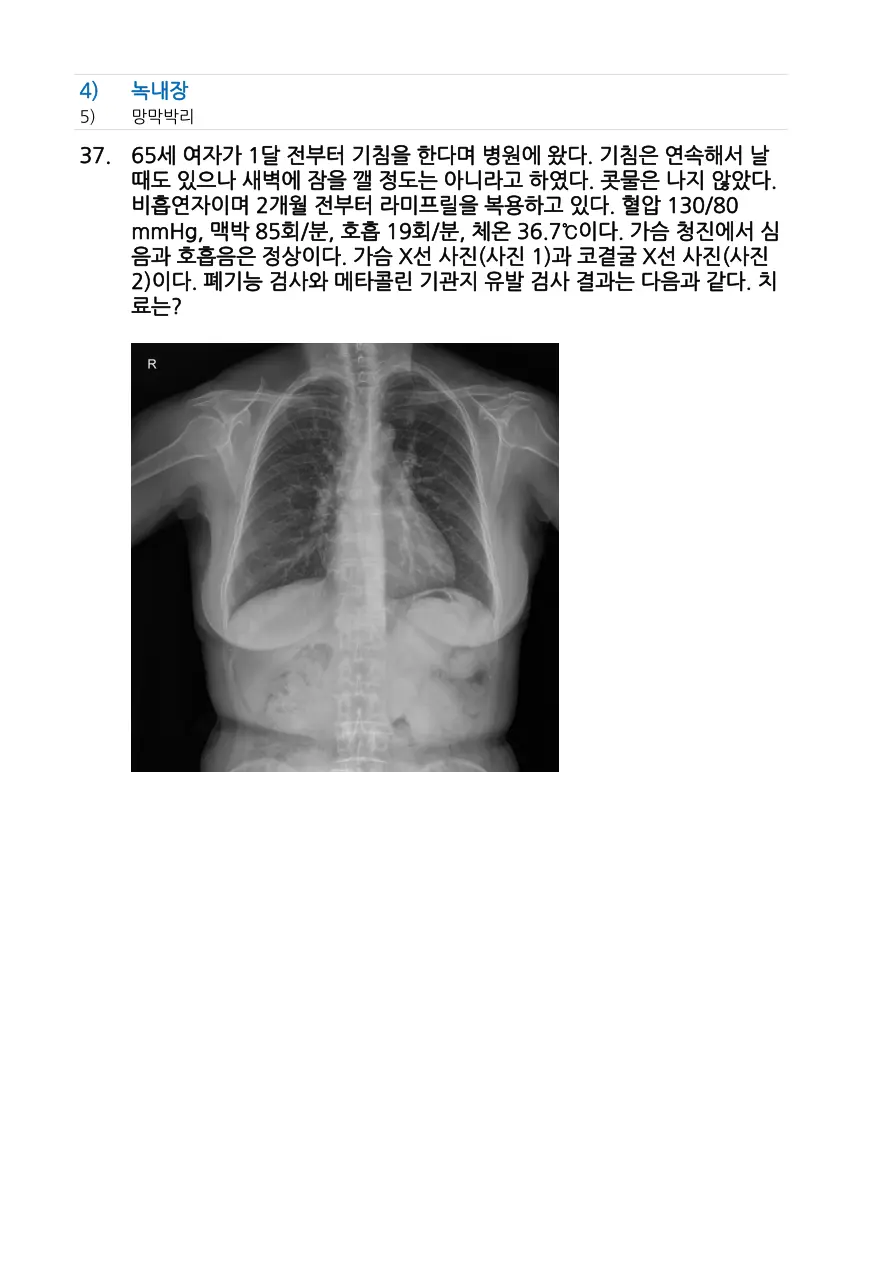 4) 녹내장
5) 망막박리
37. 65세 여자가 1달 전부터 기침을 한다며 병원에 왔다. 기침은 연속해서 날
때도 있으나 새벽에 잠을 깰 정도는 아니라고 하였다. 콧물은 나지 않았다.
비흡연자이며 2개월 전부터 라미프릴을 복용하고 있다. 혈압 130/80
mmHg, 맥박 85회/분, 호흡 19회/분, 체온 36.7℃이다. 가슴 청진에서 심
음과 호흡음은 정상이다. 가슴 X선 사진(사진 1)과 코곁굴 X선 사진(사진
2)이다. 폐기능 검사와 메타콜린 기관지 유발 검사 결과는 다음과 같다. 치
료는?
R